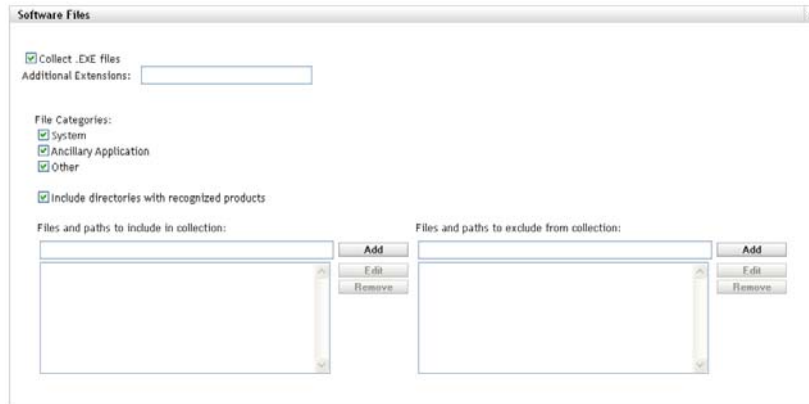 Software Files
Collect .EXE files
Additional Extensions:
File Categories:
System
Ancillary Application
Other
Include directories with recognized products
Files and paths to include in collection:
Add
Edit
Remove
Files and paths to exclude from collection:
Add
Edit
Remove